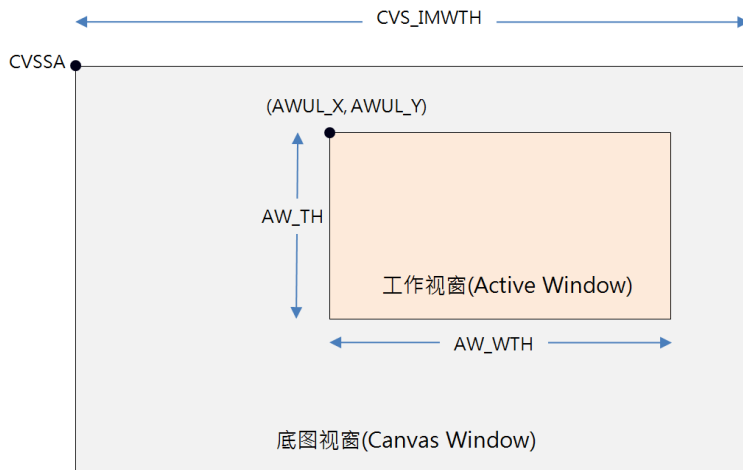 CVS_IMWTH
CVSSA
(AWUL_X, AWUL_Y)
AW_TH
工作视窗(Active Window)
AW_WTH
底图视窗(Canvas Window)